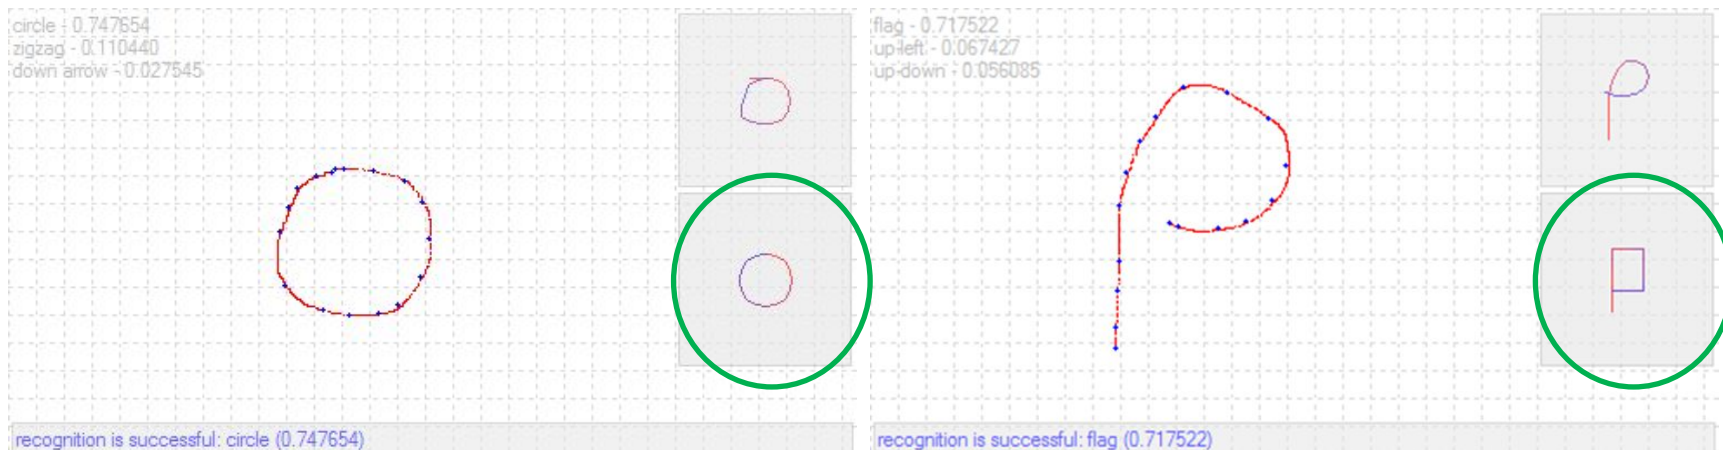 circle - 0.747654
zigzag - 0.110440
down arrow - 0.027545
recognition is successful: circle (0.747654)
flag - 0.717522
up-left - 0.067427
up-down - 0.056085
recognition is successful: flag (0.717522)